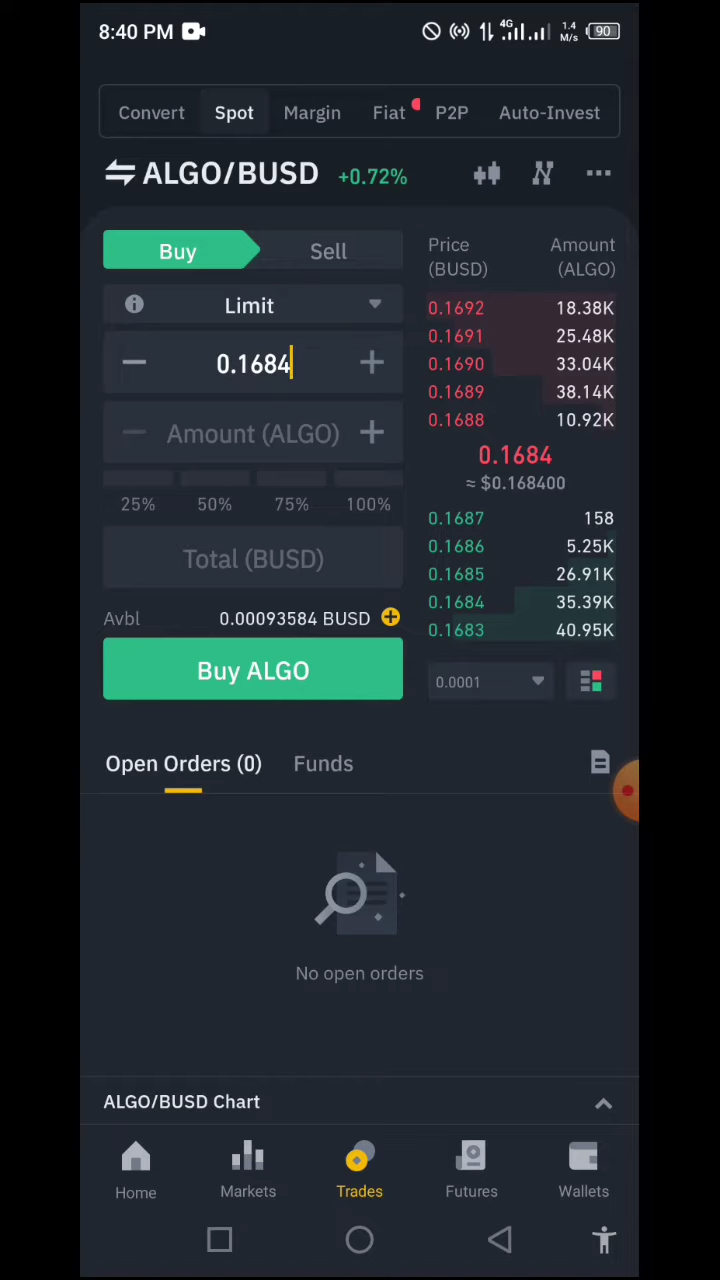 8:40 PM 4G 1.4 M/s 90
Convert Spot Margin Fiat P2P Auto-Invest
ALGO/BUSD +0.72%
Buy Sell
Limit
0.1684
Amount (ALGO)
25% 50% 75% 100%
Total (BUSD)
Avbl 0.00093584 BUSD
Buy ALGO
Price Amount
(BUSD) (ALGO)
0.1692 18.38K
0.1691 25.48K
0.1690 33.04K
0.1689 38.14K
0.1688 10.92K
0.1684
≈ $0.168400
0.1687 158
0.1686 5.25K
0.1685 26.91K
0.1684 35.39K
0.1683 40.95K
0.0001
Open Orders (0) Funds
No open orders
ALGO/BUSD Chart
Home Markets Trades Futures Wallets